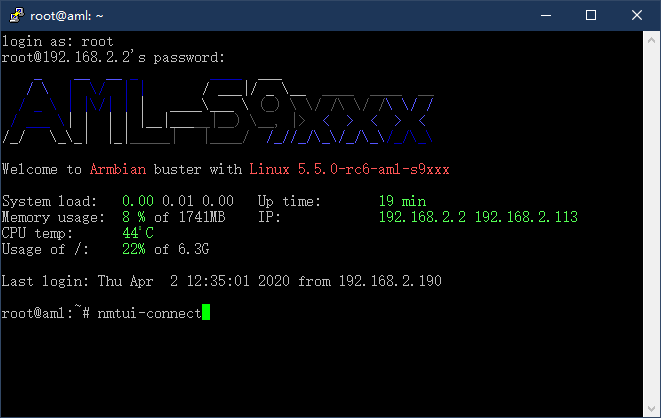 root@aml: ~
login as: root
root@192.168.2.2's password:
AML-S9xxx
Welcome to Armbian buster with Linux 5.5.0-rc6-aml-s9xxx
System load: 0.00 0.01 0.00 Up time: 19 min
Memory usage: 8 % of 1741MB IP: 192.168.2.2 192.168.2.113
CPU temp: 44°C
Usage of /: 22% of 6.3G
Last login: Thu Apr 2 12:35:01 2020 from 192.168.2.190
root@aml:~# nmtui-connect